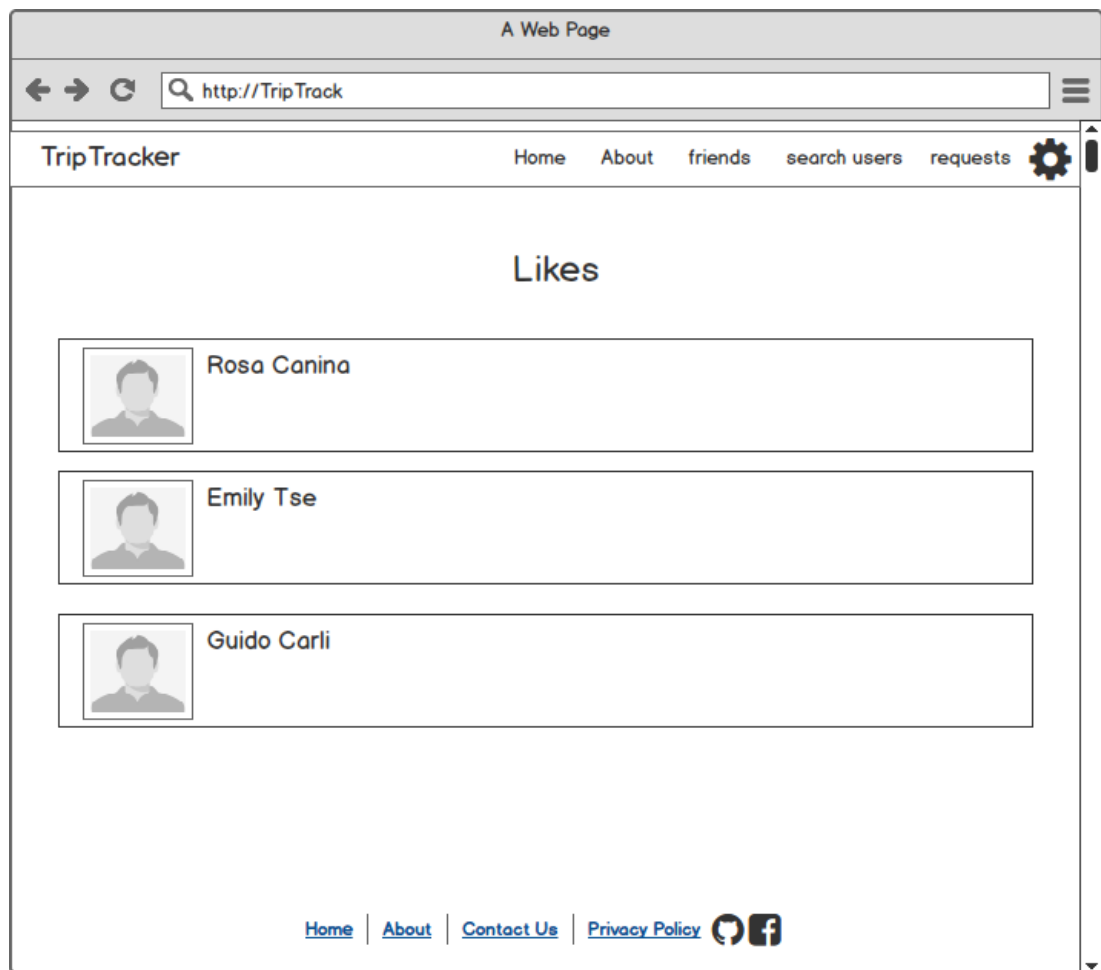 A Web Page
http://TripTrack
TripTracker Home About friends search users requests
Likes
Rosa Canina
Emily Tse
Guido Carli
Home About Contact Us Privacy Policy